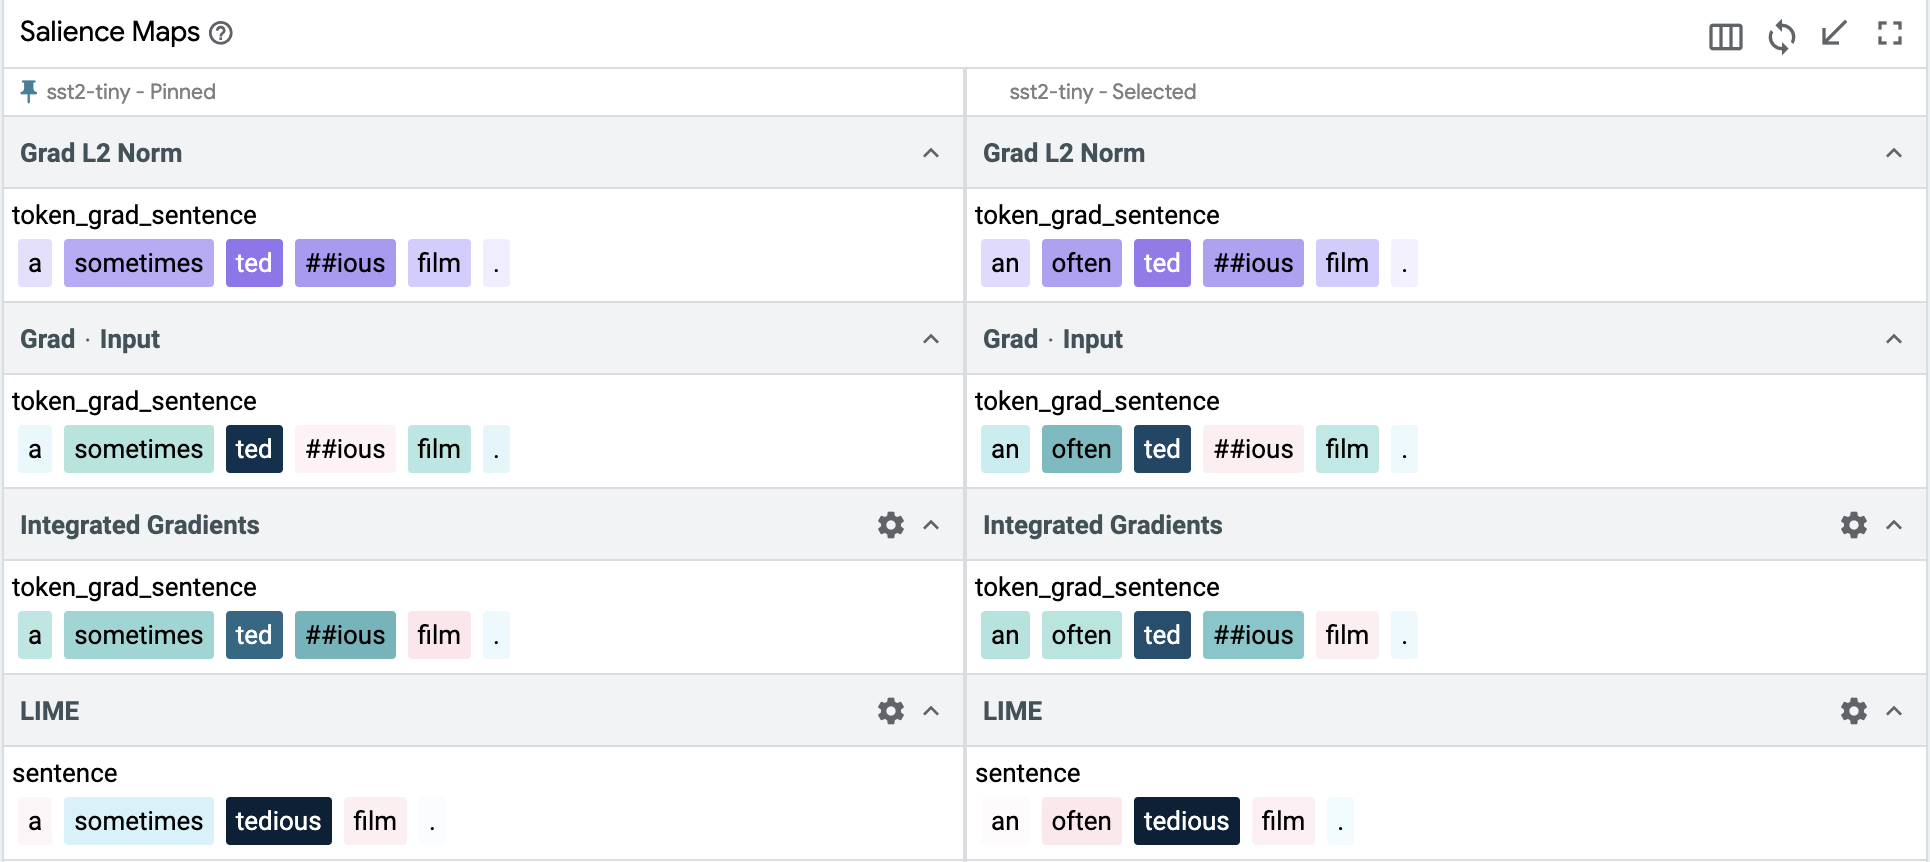 Salience Maps
sst2-tiny - Pinned
sst2-tiny - Selected
Grad L2 Norm
Grad L2 Norm
token_grad_sentence
a sometimes ted ##ious film .
token_grad_sentence
an often ted ##ious film .
Grad · Input
Grad · Input
token_grad_sentence
a sometimes ted ##ious film .
token_grad_sentence
an often ted ##ious film .
Integrated Gradients
Integrated Gradients
token_grad_sentence
a sometimes ted ##ious film .
token_grad_sentence
an often ted ##ious film .
LIME
LIME
sentence
a sometimes tedious film .
sentence
an often tedious film .